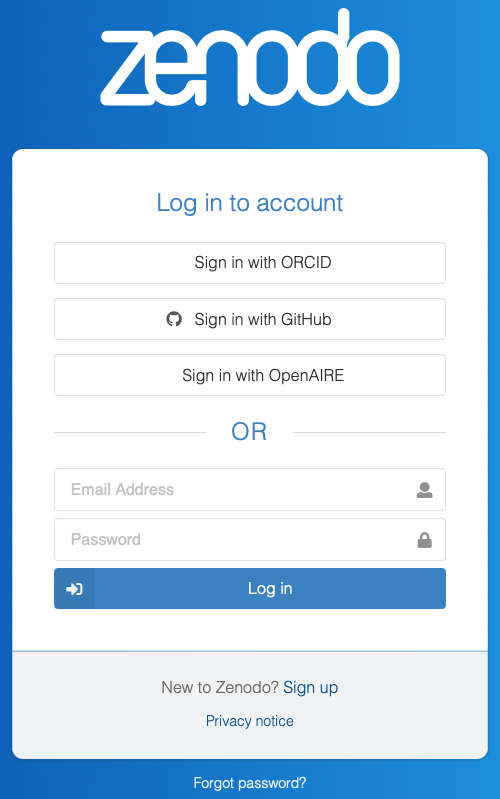 zenodo
Log in to account
Sign in with ORCID
Sign in with GitHub
Sign in with OpenAIRE
OR
Email Address
Password
Log in
New to Zenodo? Sign up
Privacy notice
Forgot password?